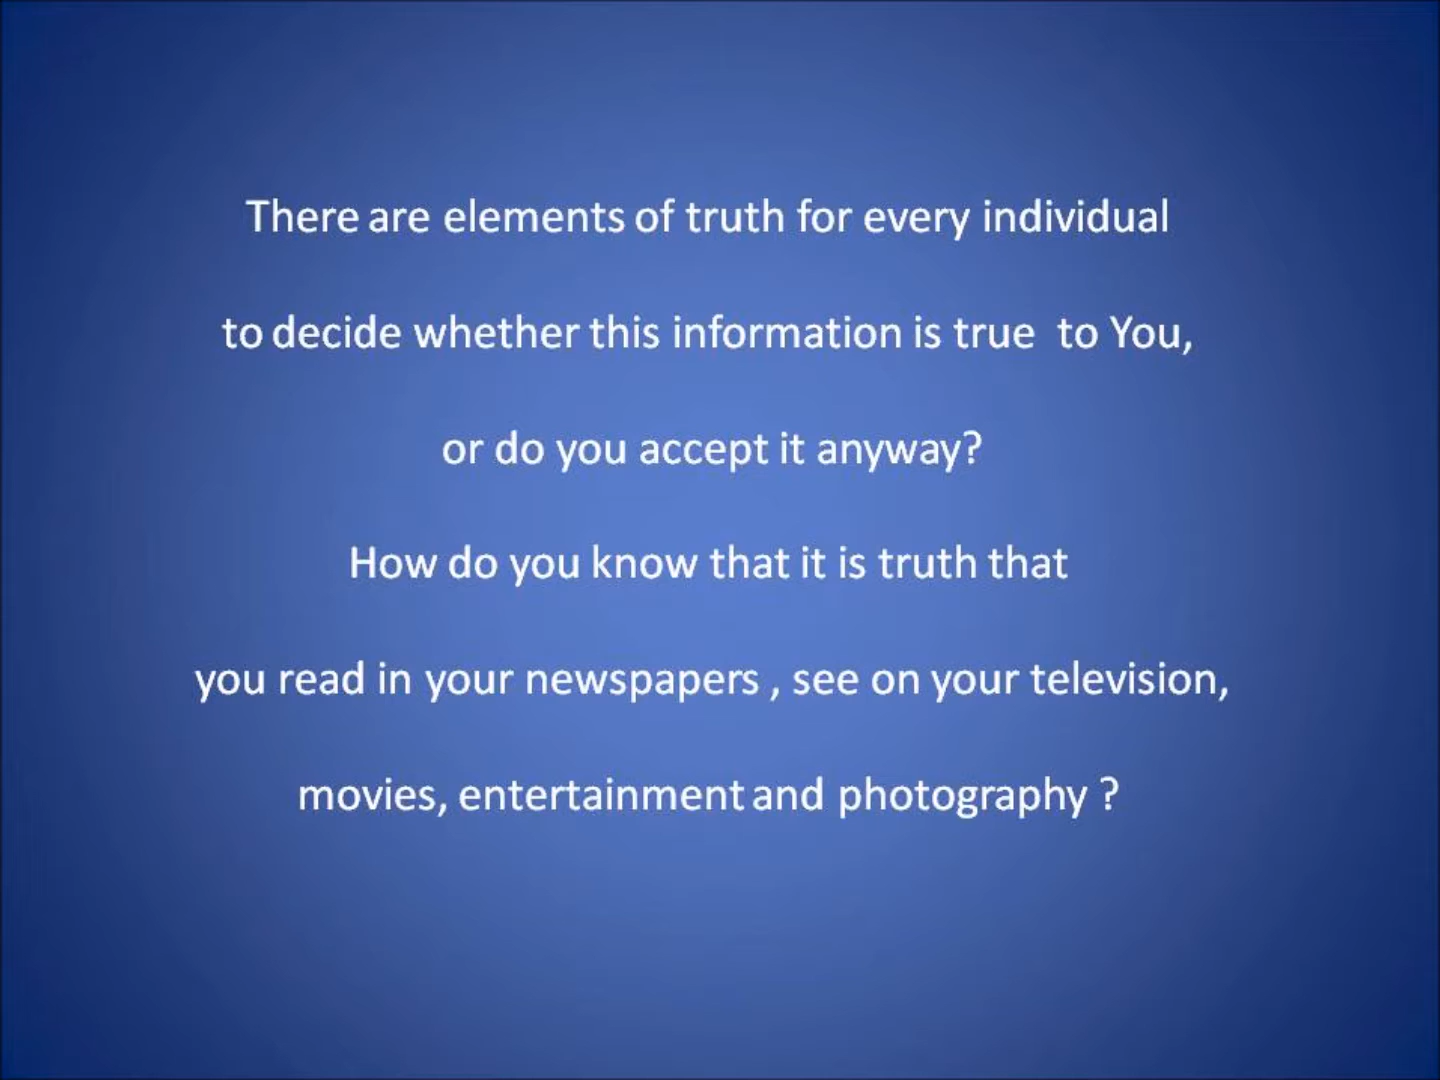 There are elements of truth for every individual
to decide whether this information is true  to You,
or do you accept it anyway?
How do you know that it is truth that
you read in your newspapers , see on your television,
movies, entertainment and photography ?